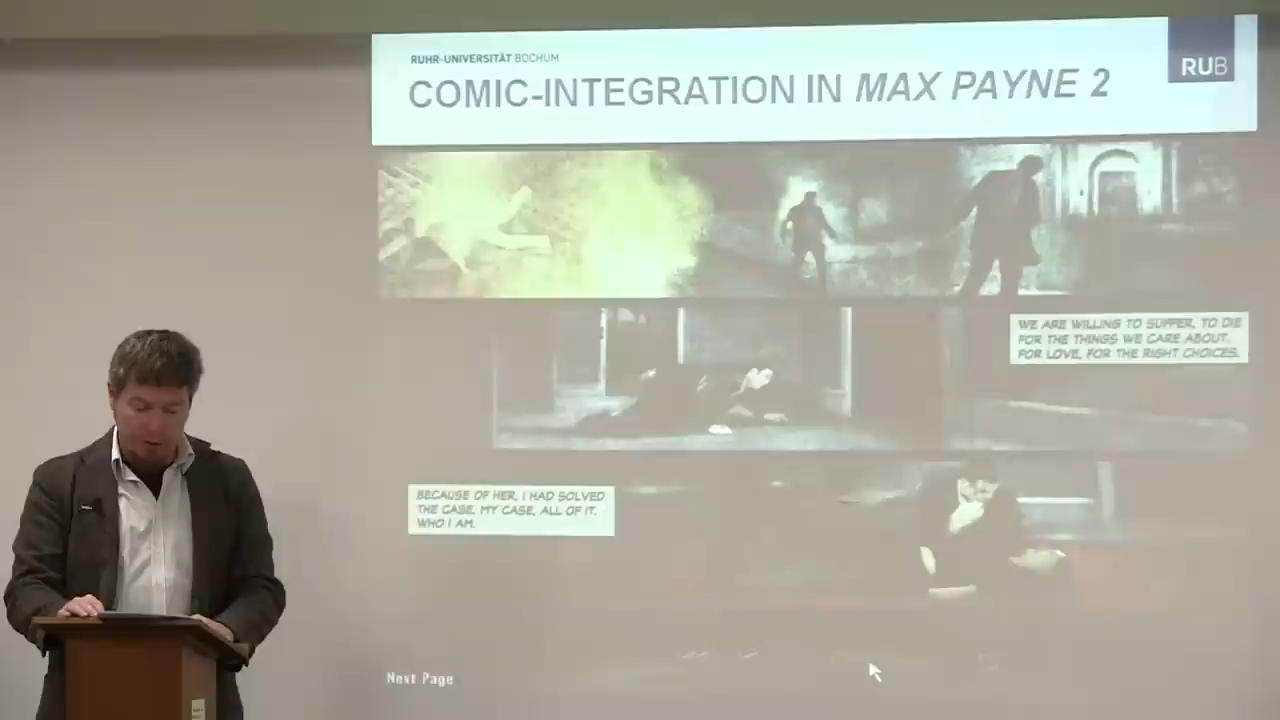 RUHR-UNIVERSITÄT BOCHUM
RUB
COMIC-INTEGRATION IN MAX PAYNE 2
WE ARE WILLING TO SUFFER, TO DIE
FOR THE THINGS WE CARE ABOUT.
FOR LOVE, FOR THE RIGHT CHOICES.
BECAUSE OF HER, I HAD SOLVED
THE CASE. MY CASE, ALL OF IT.
WHO I AM.
Next Page